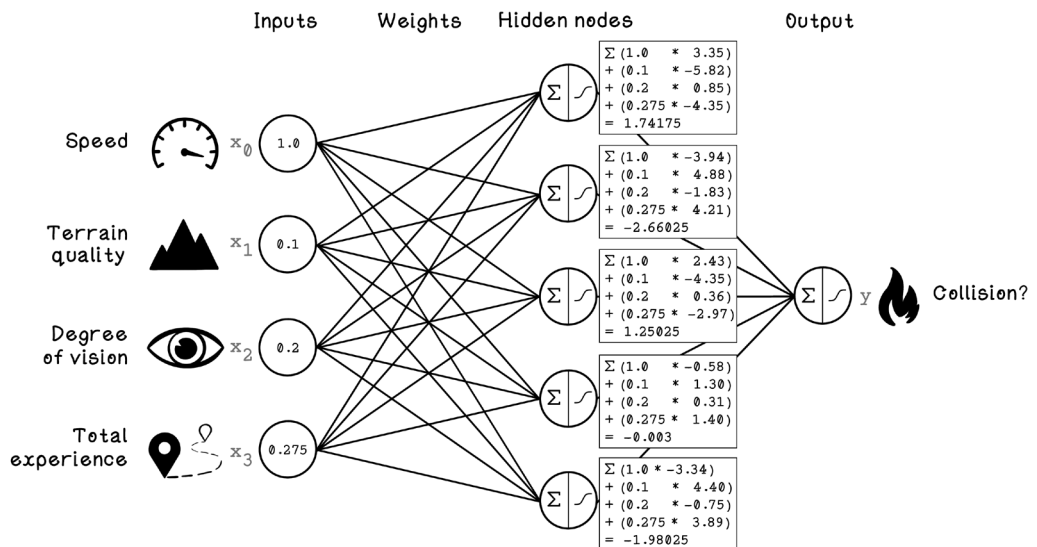 Inputs Weights Hidden nodes Output
Speed
x0
1.0
Terrain
quality
x1
0.1
Degree
of vision
x2
0.2
Total
experience
x3
0.275
Σ
Σ (1.0 * 3.35)
+ (0.1 * -5.82)
+ (0.2 * 0.85)
+ (0.275 * -4.35)
= 1.74175
Σ
Σ (1.0 * -3.94)
+ (0.1 * 4.88)
+ (0.2 * -1.83)
+ (0.275 * 4.21)
= -2.66025
Σ
Σ (1.0 * 2.43)
+ (0.1 * -4.35)
+ (0.2 * 0.36)
+ (0.275 * -2.97)
= 1.25025
Σ
Σ (1.0 * -0.58)
+ (0.1 * 1.30)
+ (0.2 * 0.31)
+ (0.275 * 1.40)
= -0.003
Σ
Σ (1.0 * -3.34)
+ (0.1 * 4.40)
+ (0.2 * -0.75)
+ (0.275 * 3.89)
= -1.98025
Σ
y
Collision?